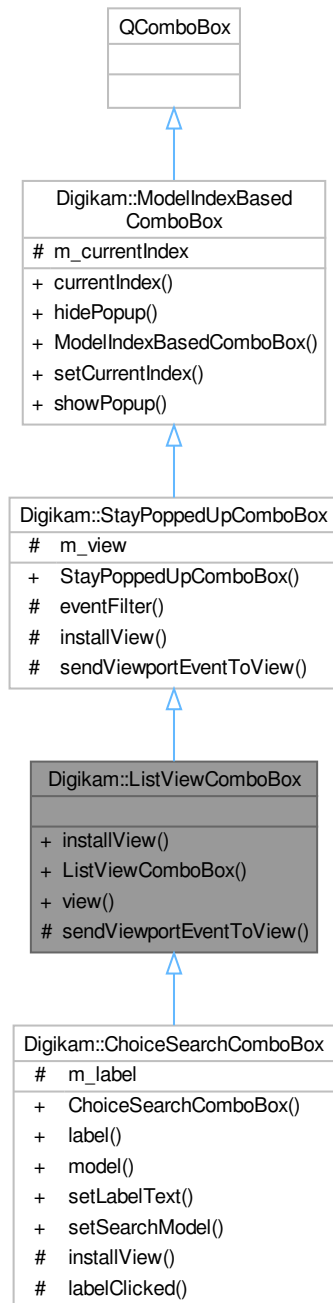 QComboBox
Digikam::ModelIndexBased
ComboBox
# m_currentIndex
+ currentIndex()
+ hidePopup()
+ ModelIndexBasedComboBox()
+ setCurrentIndex()
+ showPopup()
Digikam::StayPoppedUpComboBox
# m_view
+ StayPoppedUpComboBox()
# eventFilter()
# installView()
# sendViewportEventToView()
Digikam::ListViewComboBox
+ installView()
+ ListViewComboBox()
+ view()
# sendViewportEventToView()
Digikam::ChoiceSearchComboBox
# m_label
+ ChoiceSearchComboBox()
+ label()
+ model()
+ setLabelText()
+ setSearchModel()
# installView()
# labelClicked()